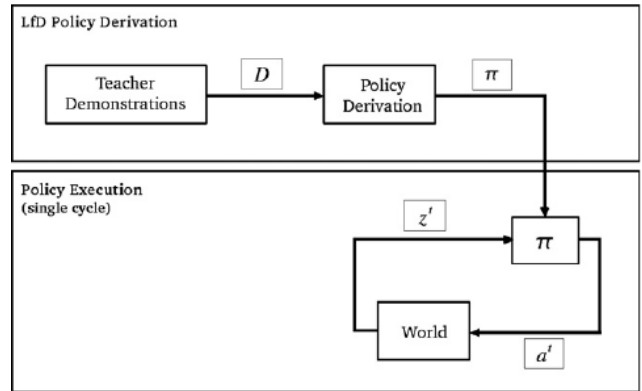 LfD Policy Derivation
Teacher
Demonstrations
D
Policy
Derivation
π
Policy Execution
(single cycle)
z^t
π
World
a^t